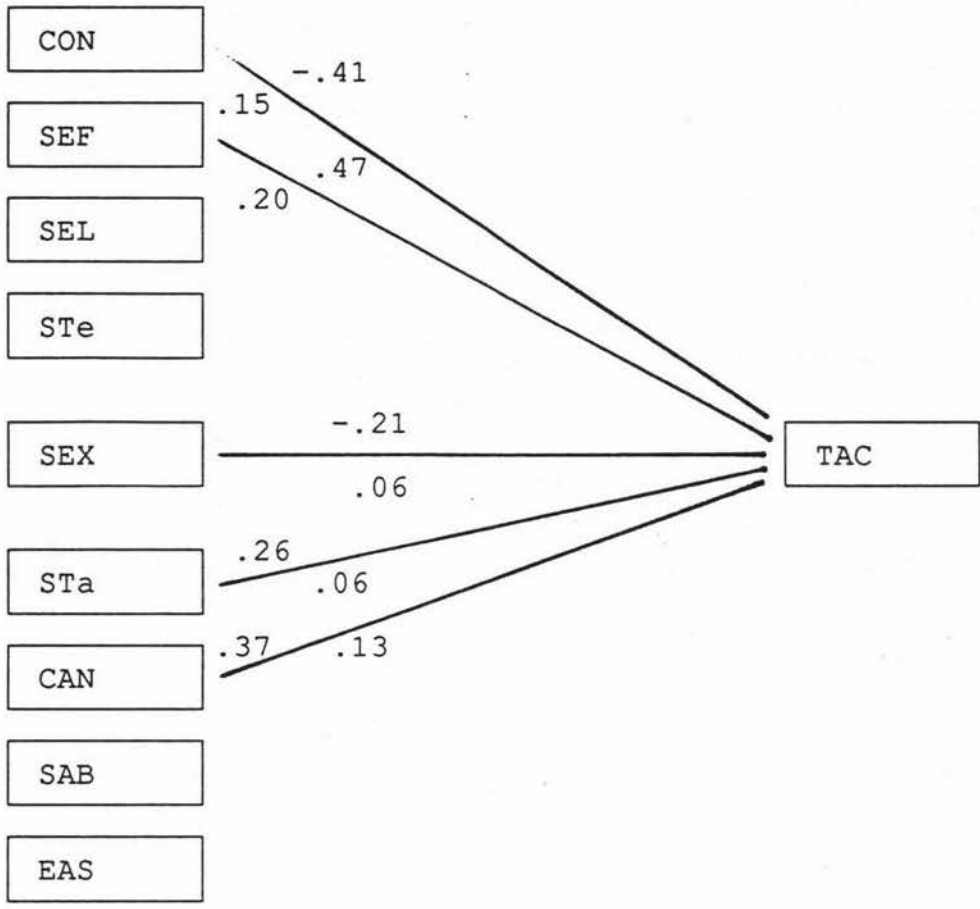 CON
-.41
.15
SEF
.47
.20
SEL
STe
-.21
SEX
TAC
.06
.26
STa
.06
.37
.13
CAN
SAB
EAS